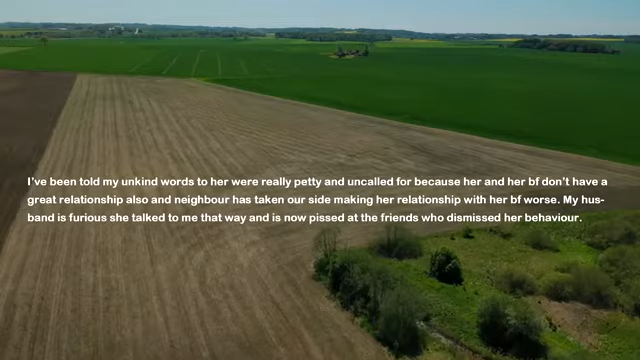 I've been told my unkind words to her were really petty and uncalled for because her and her bf don't have a
great relationship also and neighbour has taken our side making her relationship with her bf worse. My hus-
band is furious she talked to me that way and is now pissed at the friends who dismissed her behaviour.